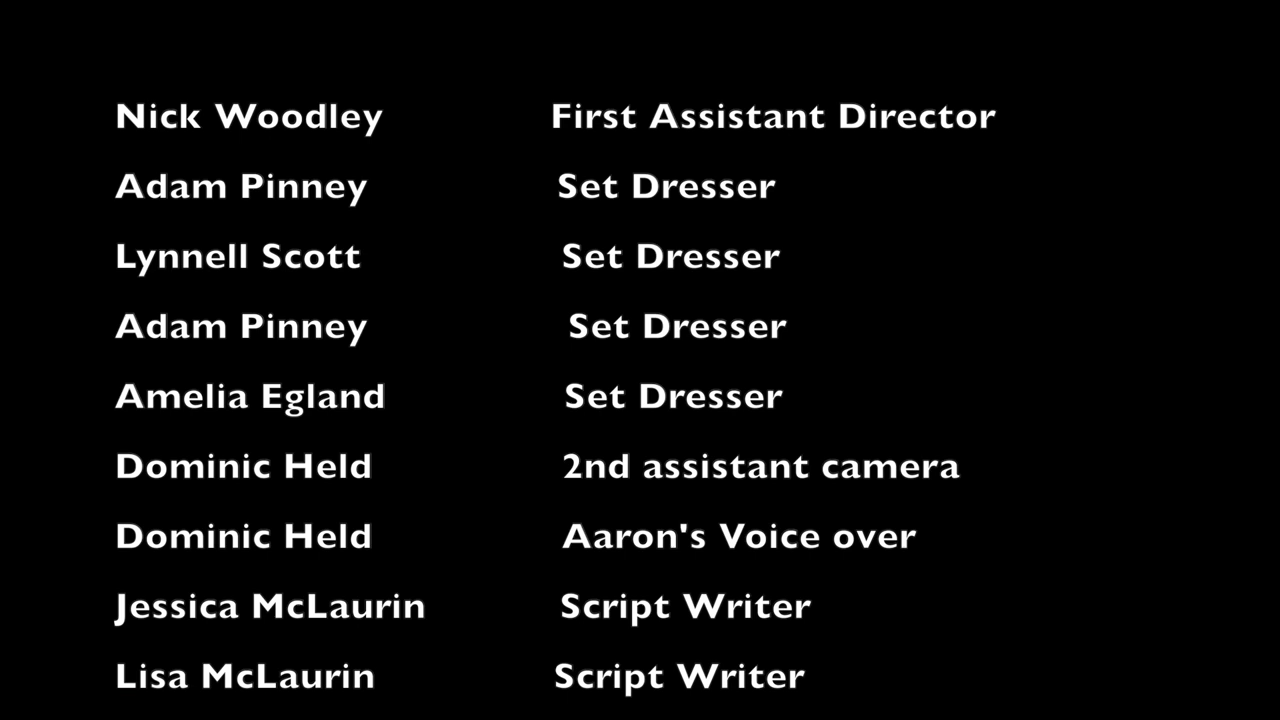 Nick Woodley First Assistant Director
Adam Pinney Set Dresser
Lynnell Scott Set Dresser
Adam Pinney Set Dresser
Amelia Egland Set Dresser
Dominic Held 2nd assistant camera
Dominic Held Aaron's Voice over
Jessica McLaurin Script Writer
Lisa McLaurin Script Writer